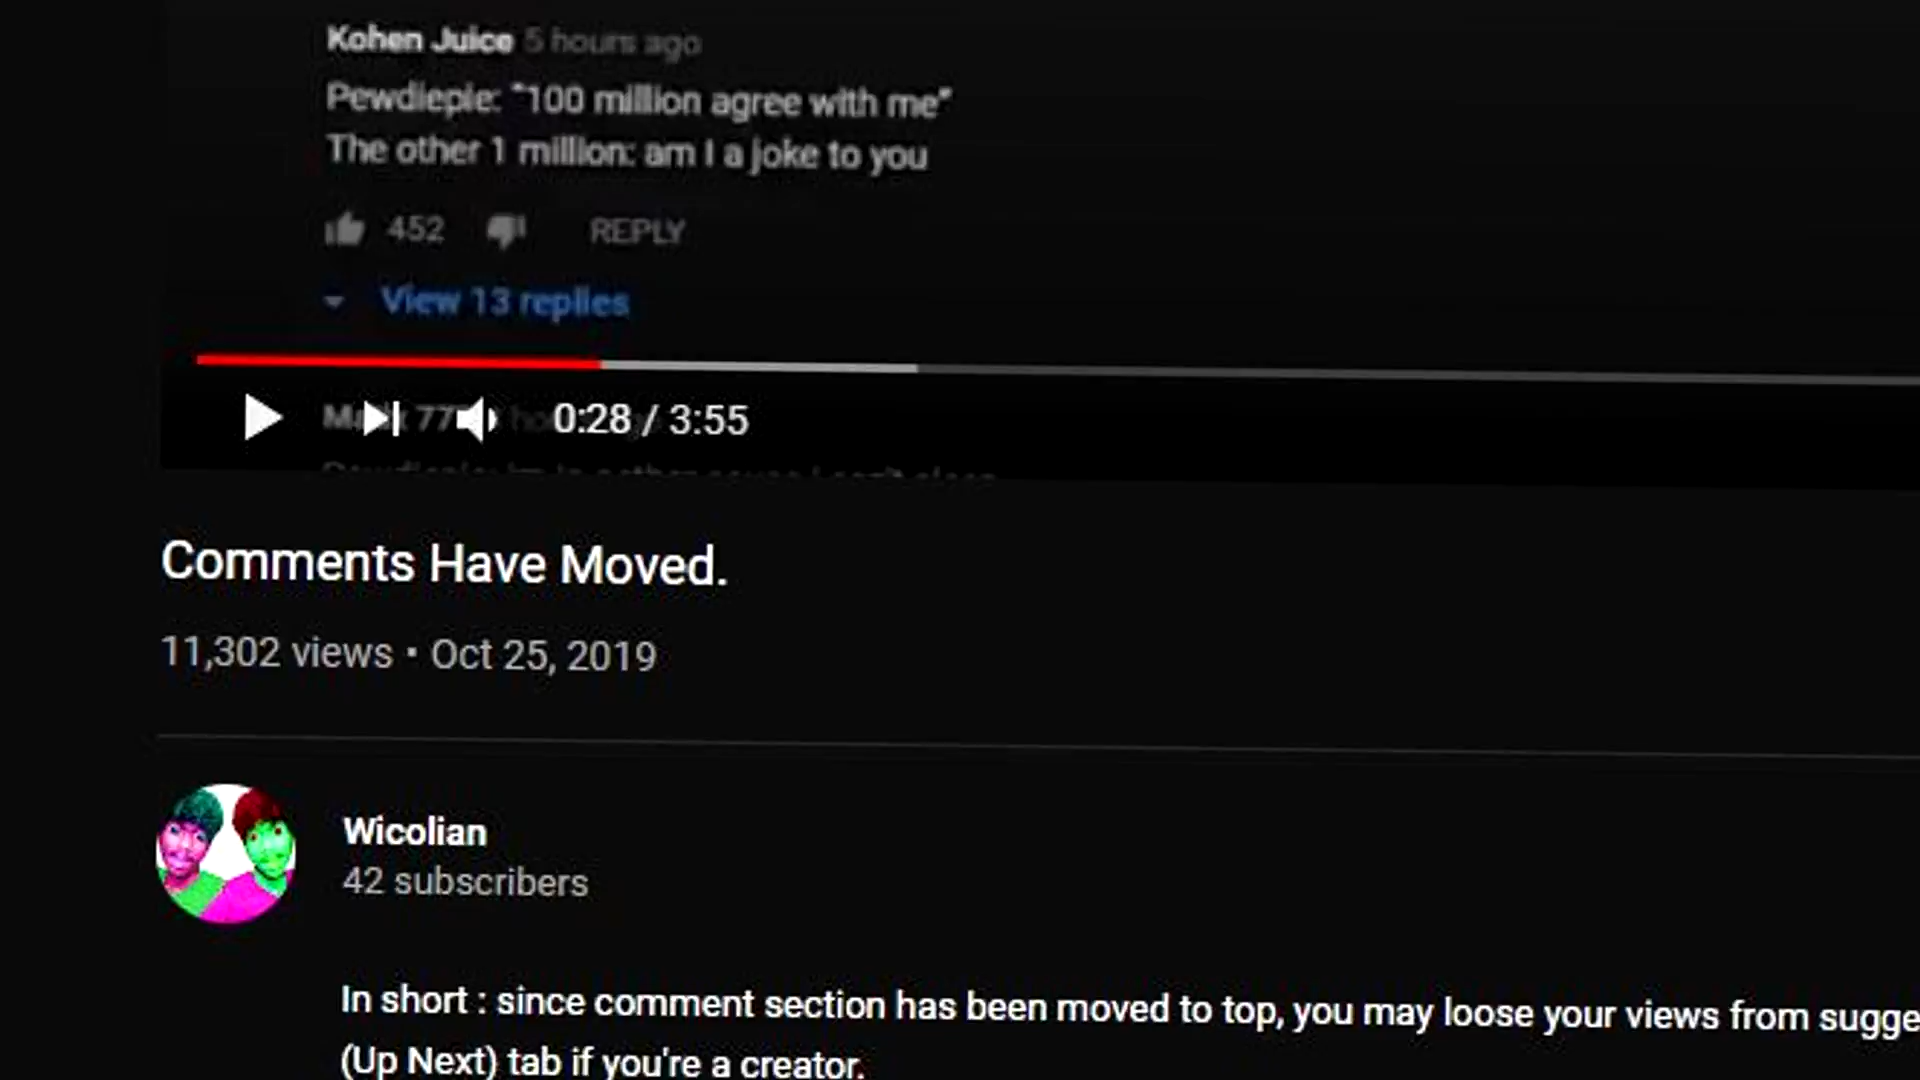 Kohen Juice 5 hours ago
Pewdiepie: "100 million agree with me"
The other 1 million: am I a joke to you
452 REPLY
View 13 replies
0:28 / 3:55
Comments Have Moved.
11,302 views • Oct 25, 2019
Wicolian
42 subscribers
In short : since comment section has been moved to top, you may loose your views from
(Up Next) tab if you're a creator.